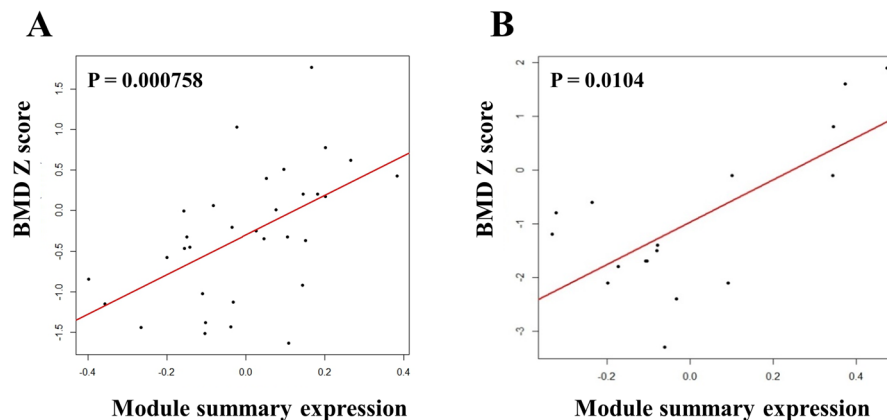 A
P = 0.000758
BMD Z score
1.5
1.0
0.5
0.0
-0.5
-1.0
-1.5
-0.4 -0.2 0.0 0.2 0.4
Module summary expression
B
P = 0.0104
BMD Z score
2
1
0
-1
-2
-3
-0.2 0.0 0.2 0.4
Module summary expression